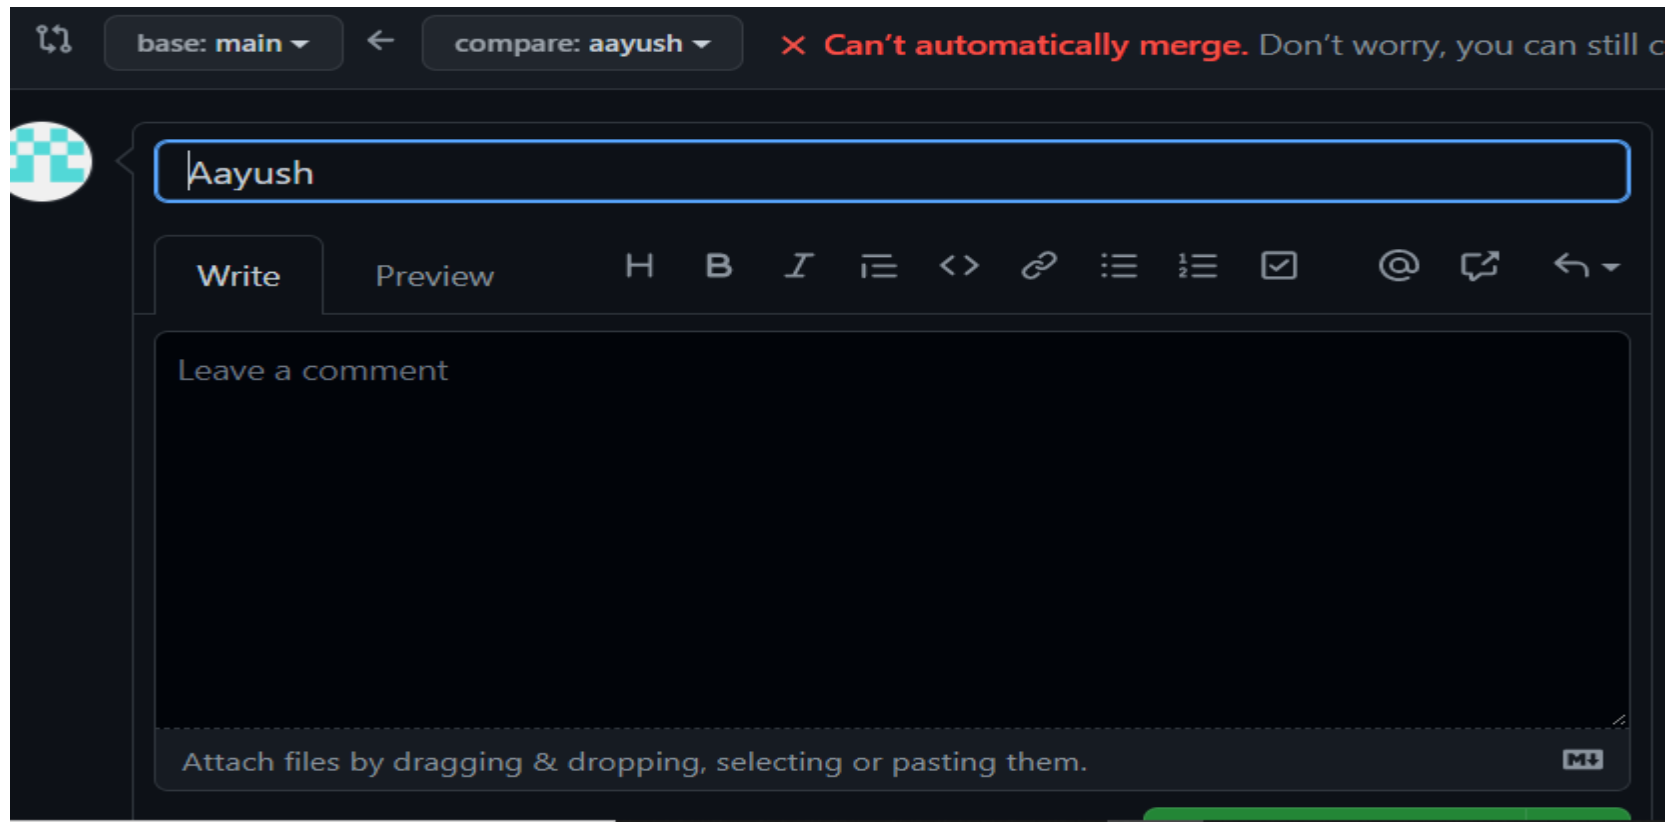 base: main compare: aayush Can't automatically merge. Don't worry, you can still c
Aayush
Write Preview H B I
Leave a comment
Attach files by dragging & dropping, selecting or pasting them. M